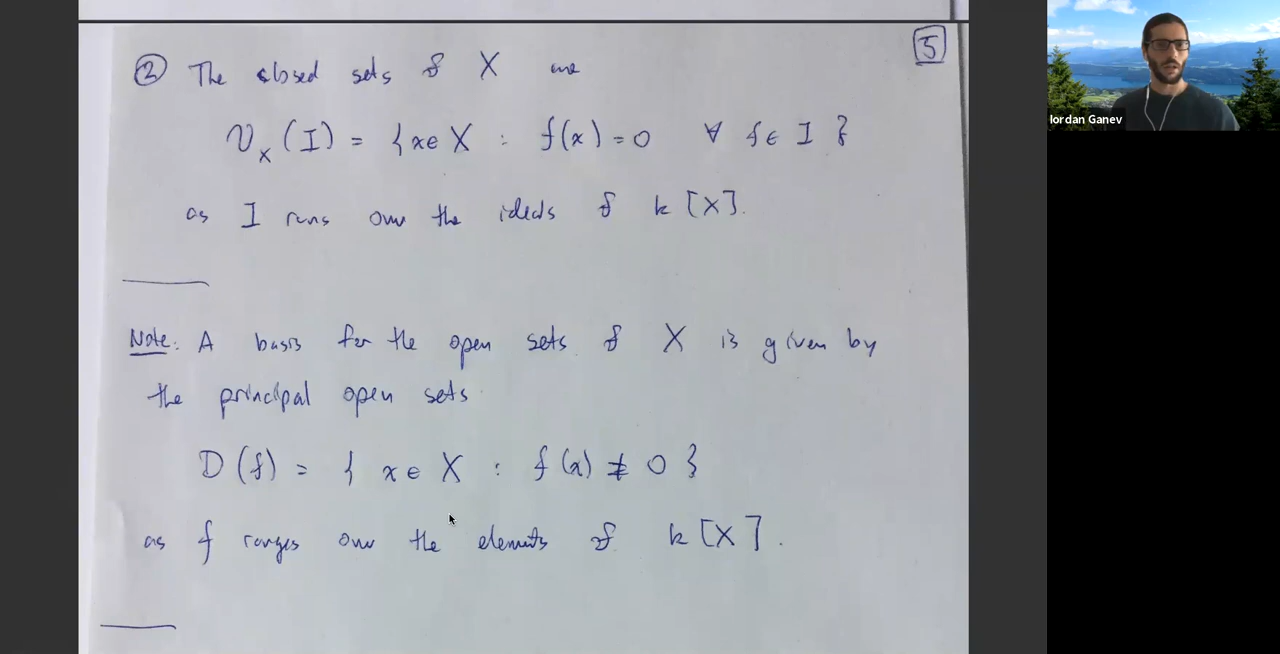 5
② The closed sets of X are
V_X(I) = { x∈X : f(x)=0 ∀ f∈ I }
as I runs over the ideals of k[X].
Note: A basis for the open sets of X is given by
the principal open sets
D(f) = { x∈X : f(x) ≠ 0 }
as f ranges over the elements of k[X].
Iordan Ganev